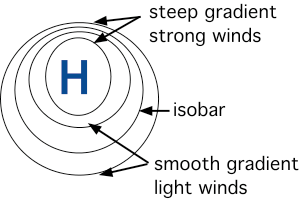 steep gradient
strong winds
H
isobar
smooth gradient
light winds